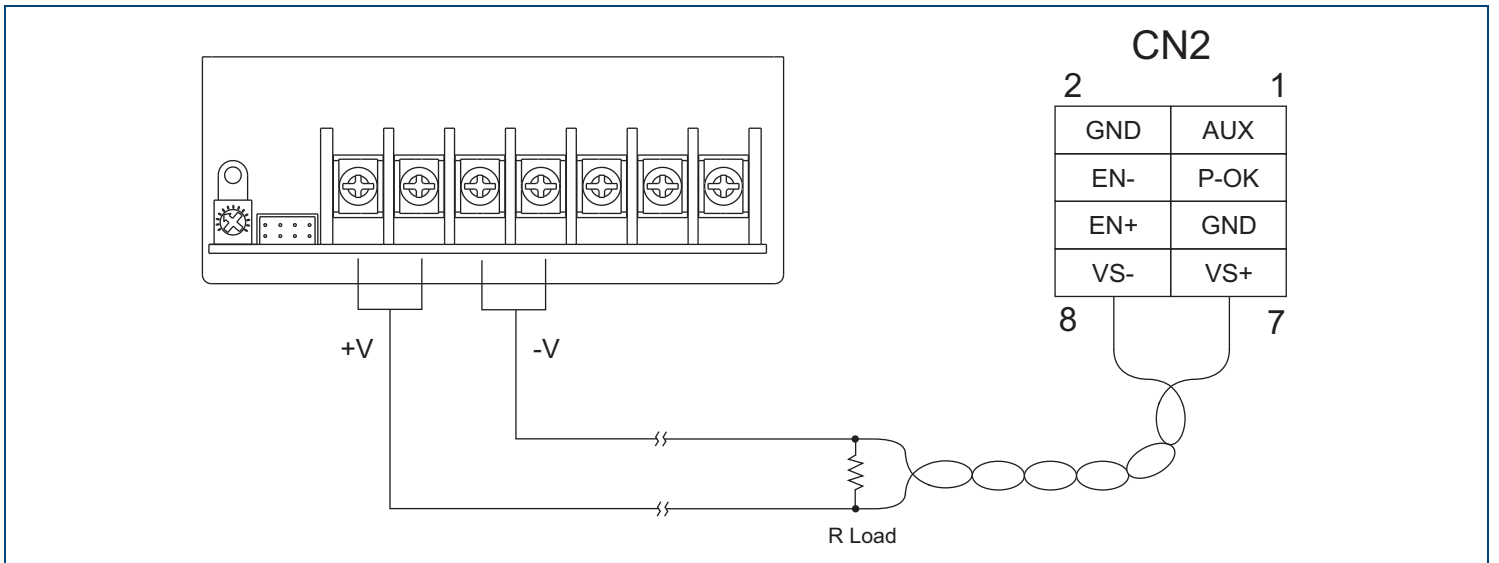 CN2
2 1
GND AUX
EN- P-OK
EN+ GND
VS- VS+
8 7
+V -V
R Load